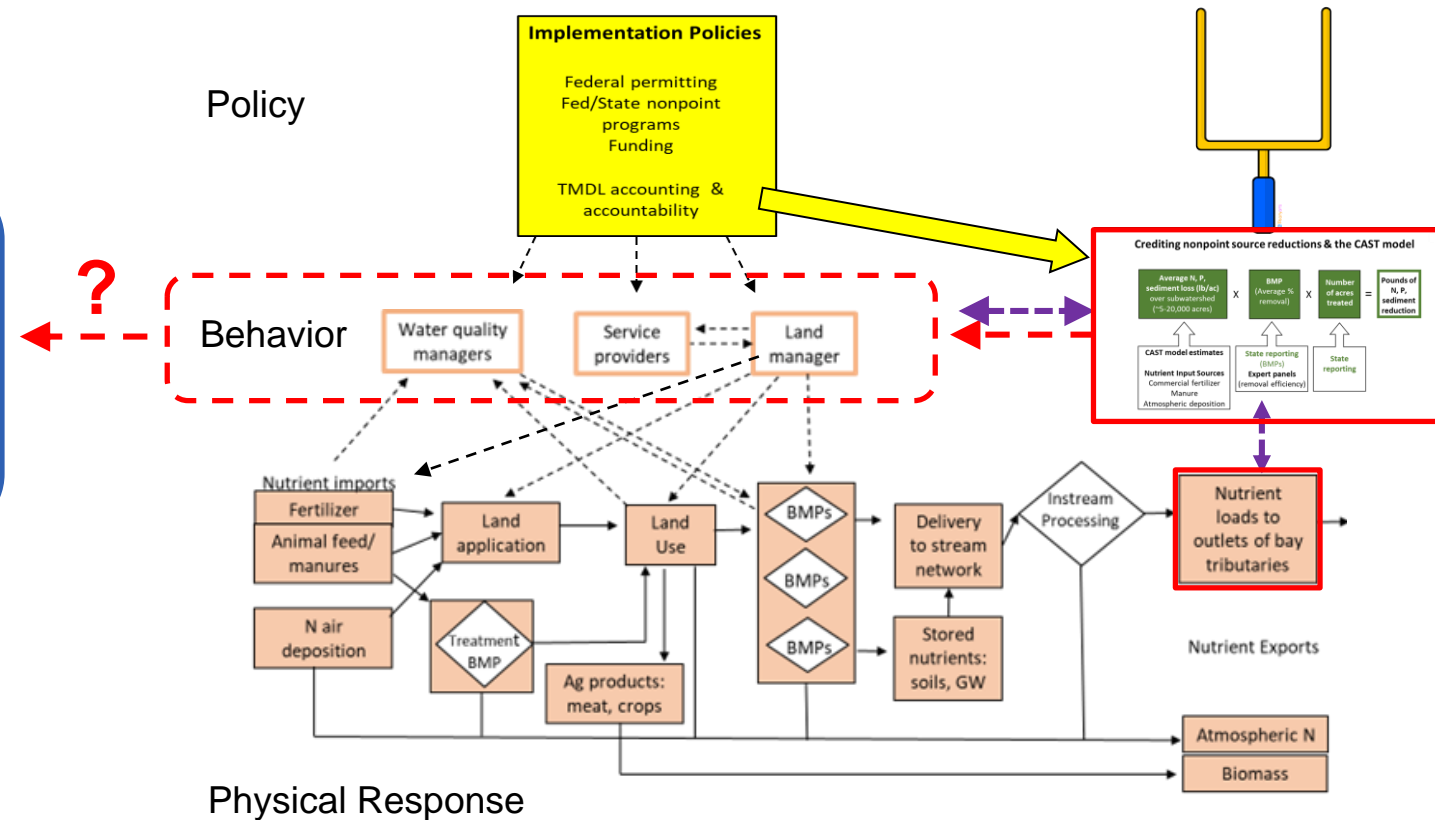 Policy
Implementation Policies
Federal permitting
Fed/State nonpoint
programs
Funding
TMDL accounting &
accountability
Crediting nonpoint source reductions & the CAST model
Average N, P,
sediment loss (lb/ac)
over subwatershed
(~5-20,000 acres)
X
BMP
(Average %
removal)
X
Number
of acres
treated
=
Pounds of
N, P,
sediment
reduction
CAST model estimates
Nutrient Input Sources
Commercial fertilizer
Manure
Atmospheric deposition
State reporting
(BMPs)
Expert panels
(removal efficiency)
State
reporting
?
Behavior
Water quality
managers
Service
providers
Land
manager
Nutrient imports
Fertilizer
Animal feed/
manures
N air
deposition
Land
application
Treatment
BMP
Land
Use
Ag products:
meat, crops
BMPs
BMPs
BMPs
Delivery
to stream
network
Stored
nutrients:
soils, GW
Instream
Processing
Nutrient
loads to
outlets of bay
tributaries
Nutrient Exports
Atmospheric N
Biomass
Physical Response